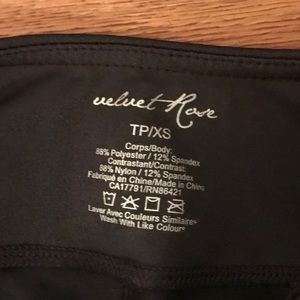 velvet Rose
TP/XS
Corps/Body:
88% Polyester / 12% Spandex
Contrastant/Contrast:
88% Nylon / 12% Spandex
Fabriqué en Chine/Made in China
CA17791/RN86421
Laver Avec Couleurs Similaires
Wash With Like Colours